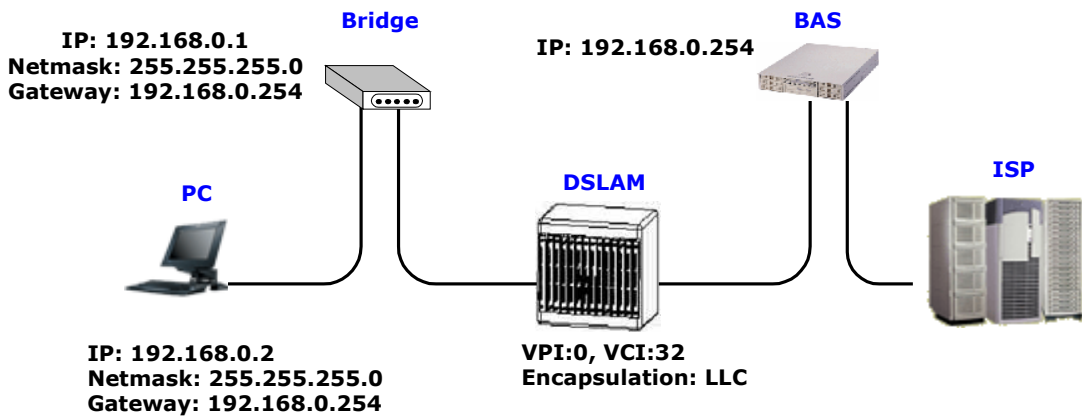 Bridge
IP: 192.168.0.1
Netmask: 255.255.255.0
Gateway: 192.168.0.254
BAS
IP: 192.168.0.254
PC
DSLAM
ISP
IP: 192.168.0.2
Netmask: 255.255.255.0
Gateway: 192.168.0.254
VPI:0, VCI:32
Encapsulation: LLC